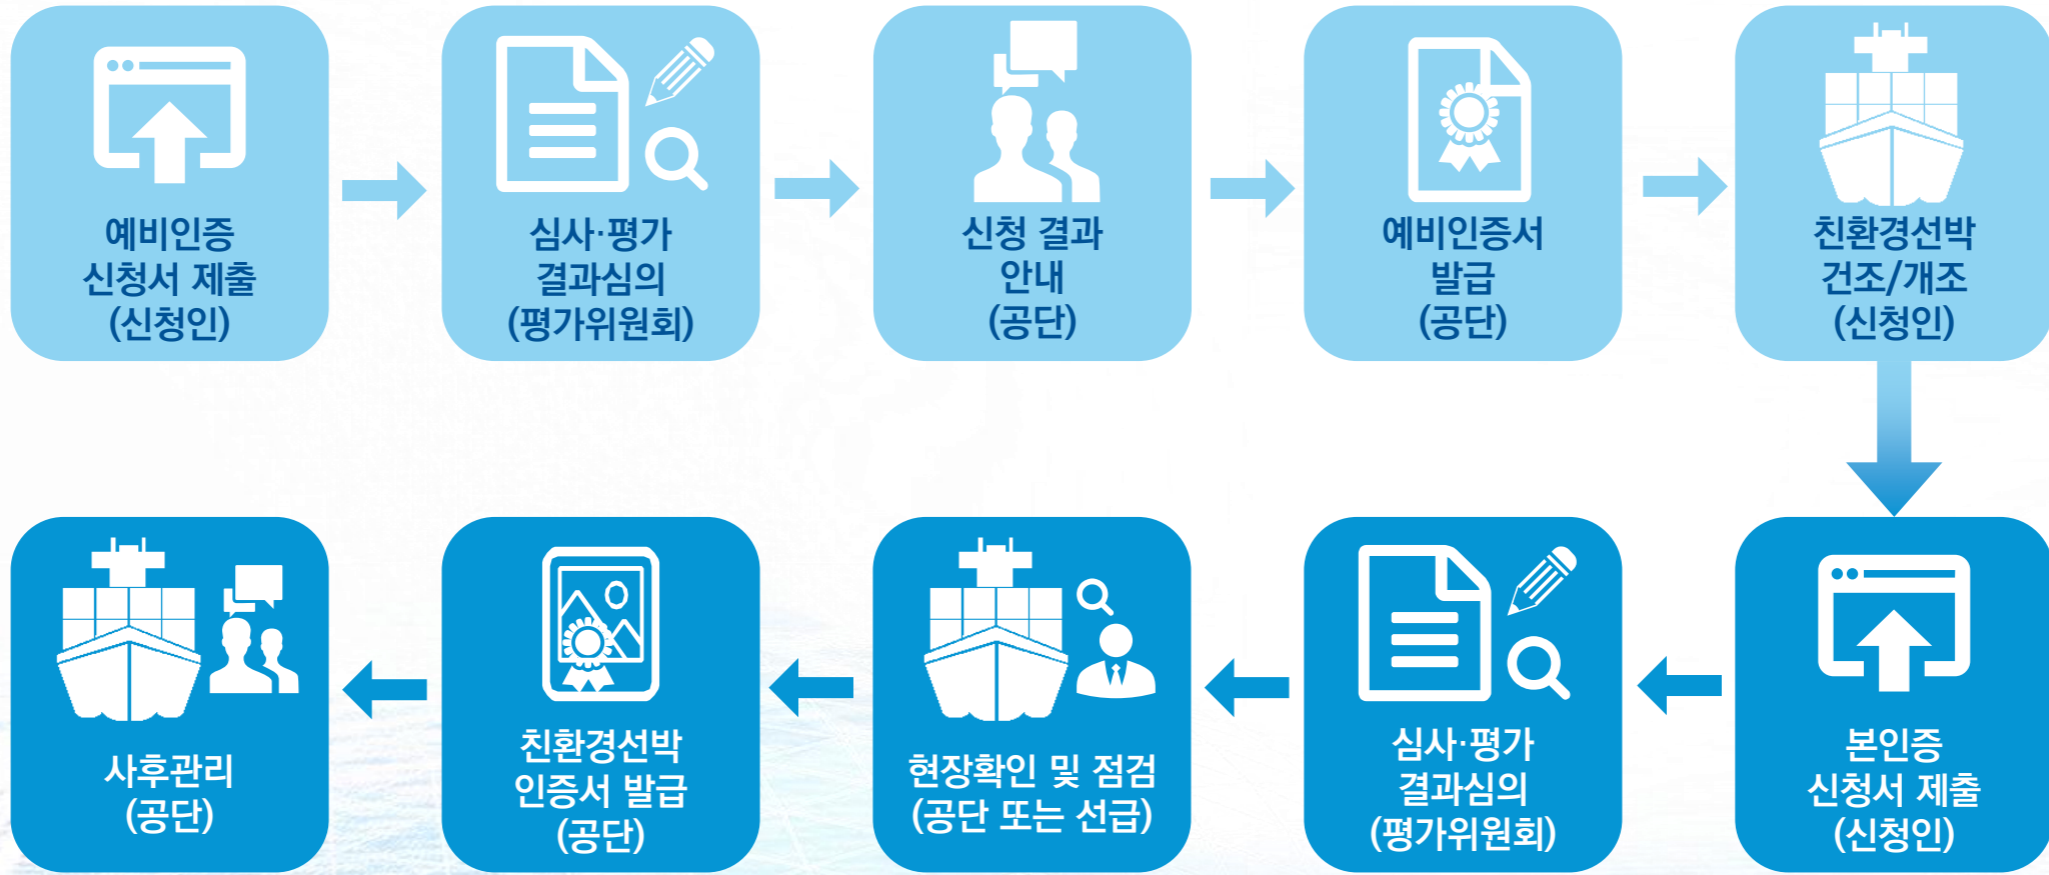 예비인증
신청서 제출
(신청인)
심사·평가
결과심의
(평가위원회)
신청 결과
안내
(공단)
예비인증서
발급
(공단)
친환경선박
건조/개조
(신청인)
본인증
신청서 제출
(신청인)
심사·평가
결과심의
(평가위원회)
현장확인 및 점검
(공단 또는 선급)
친환경선박
인증서 발급
(공단)
사후관리
(공단)